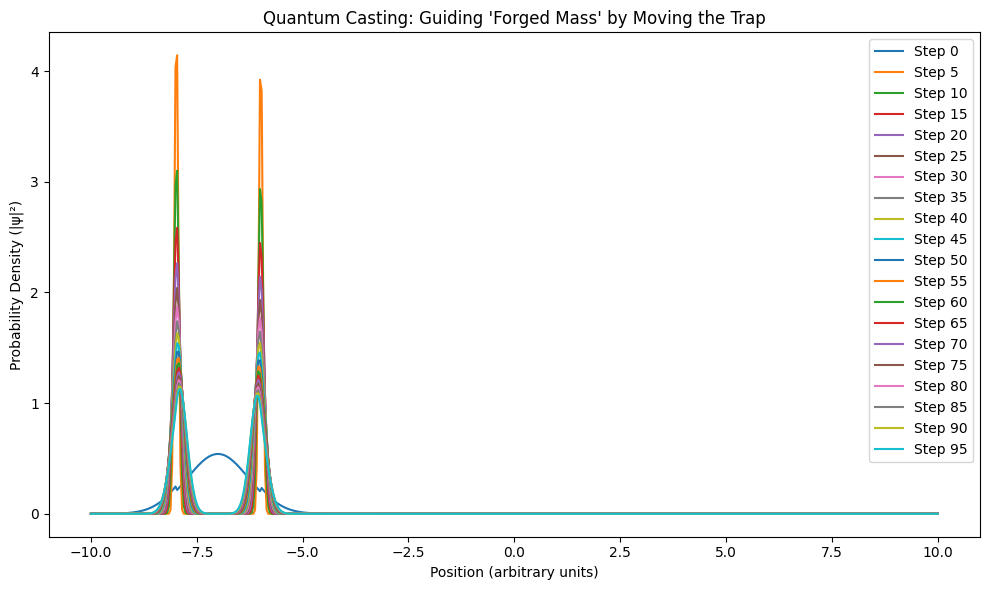 Quantum Casting: Guiding 'Forged Mass' by Moving the Trap
Probability Density (|ψ|²)
4
3
2
1
0
−10.0
−7.5
−5.0
−2.5
0.0
2.5
5.0
7.5
10.0
Position (arbitrary units)
Step 0
Step 5
Step 10
Step 15
Step 20
Step 25
Step 30
Step 35
Step 40
Step 45
Step 50
Step 55
Step 60
Step 65
Step 70
Step 75
Step 80
Step 85
Step 90
Step 95